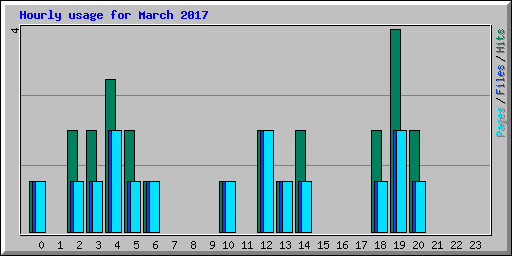 Hourly usage for March 2017
4
Pages/Files/Hits
0 1 2 3 4 5 6 7 8 9 10 11 12 13 14 15 16 17 18 19 20 21 22 23